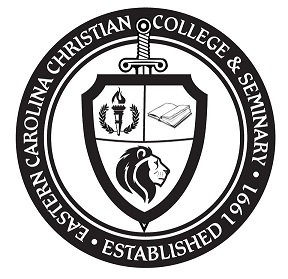 EASTERN CAROLINA CHRISTIAN COLLEGE & SEMINARY
• ESTABLISHED 1991 •